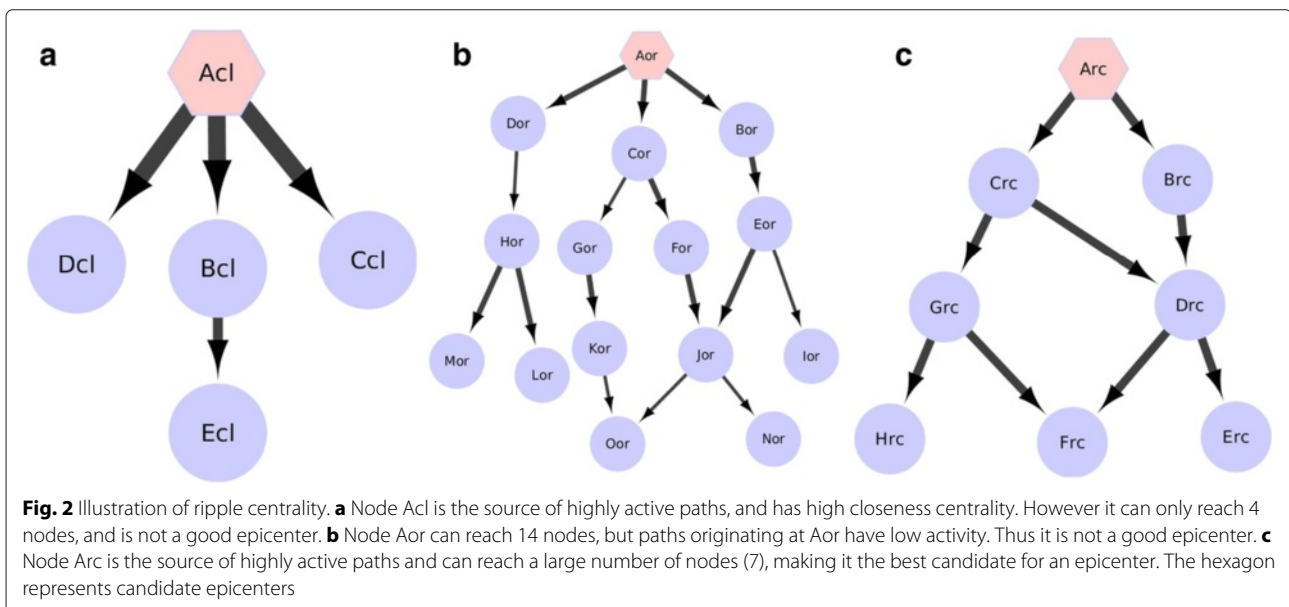 a
Acl
Dcl
Bcl
Ccl
Ecl
b
Aor
Dor
Cor
Bor
Hor
Gor
For
Eor
Mor
Lor
Kor
Jor
Ior
Oor
Nor
c
Arc
Crc
Brc
Grc
Drc
Hrc
Frc
Erc
Fig. 2 Illustration of ripple centrality. a Node Acl is the source of highly active paths, and has high closeness centrality. However it can only reach 4
nodes, and is not a good epicenter. b Node Aor can reach 14 nodes, but paths originating at Aor have low activity. Thus it is not a good epicenter. c
Node Arc is the source of highly active paths and can reach a large number of nodes (7), making it the best candidate for an epicenter. The hexagon
represents candidate epicenters